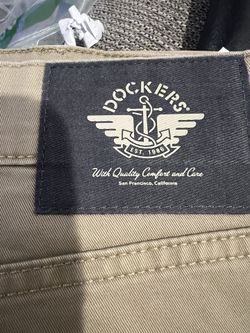 DOCKERS
EST. 1986
With Quality Comfort and Care
San Francisco, California